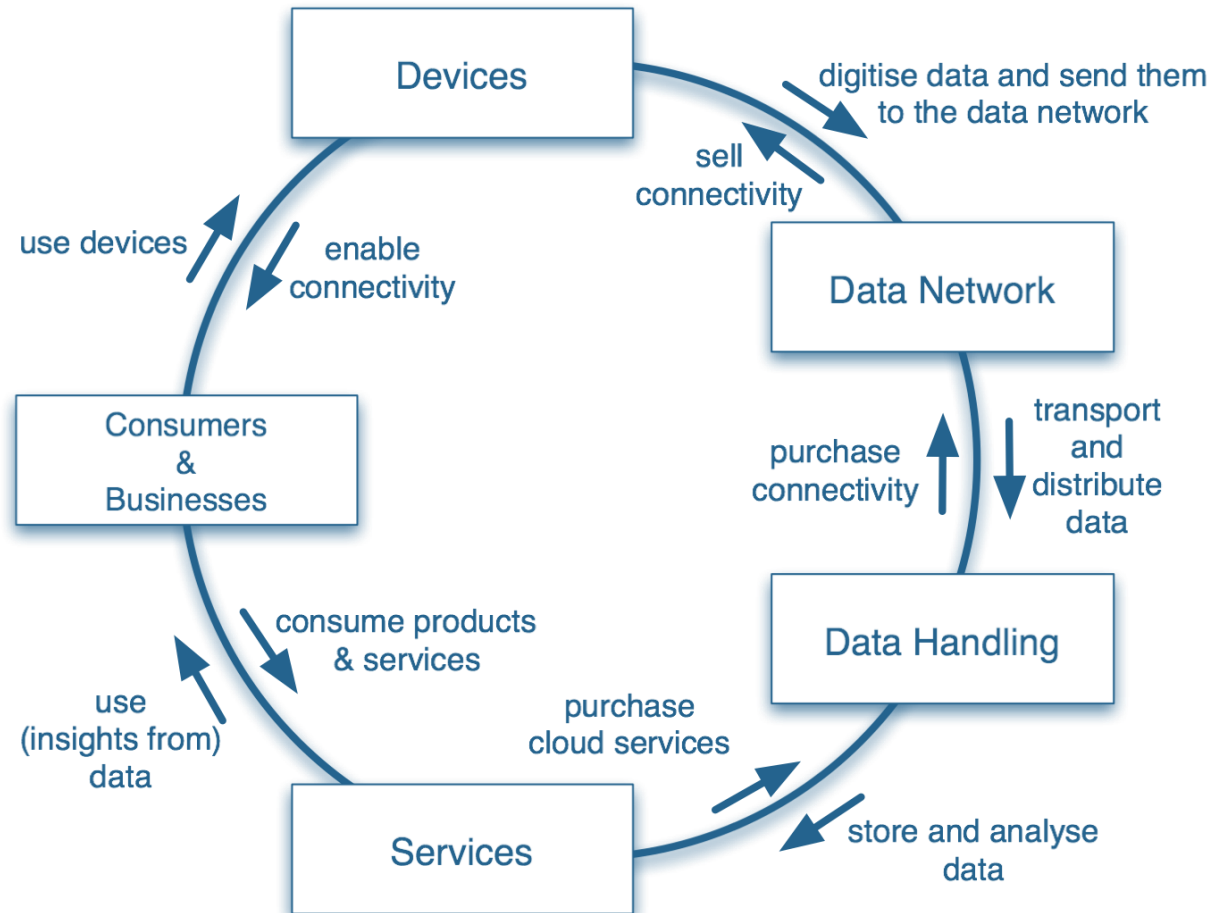 Devices
digitise data and send them
to the data network
sell
connectivity
use devices
enable
connectivity
Data Network
Consumers
&
Businesses
transport
and
distribute
data
purchase
connectivity
consume products
& services
Data Handling
use
(insights from)
data
purchase
cloud services
Services
store and analyse
data